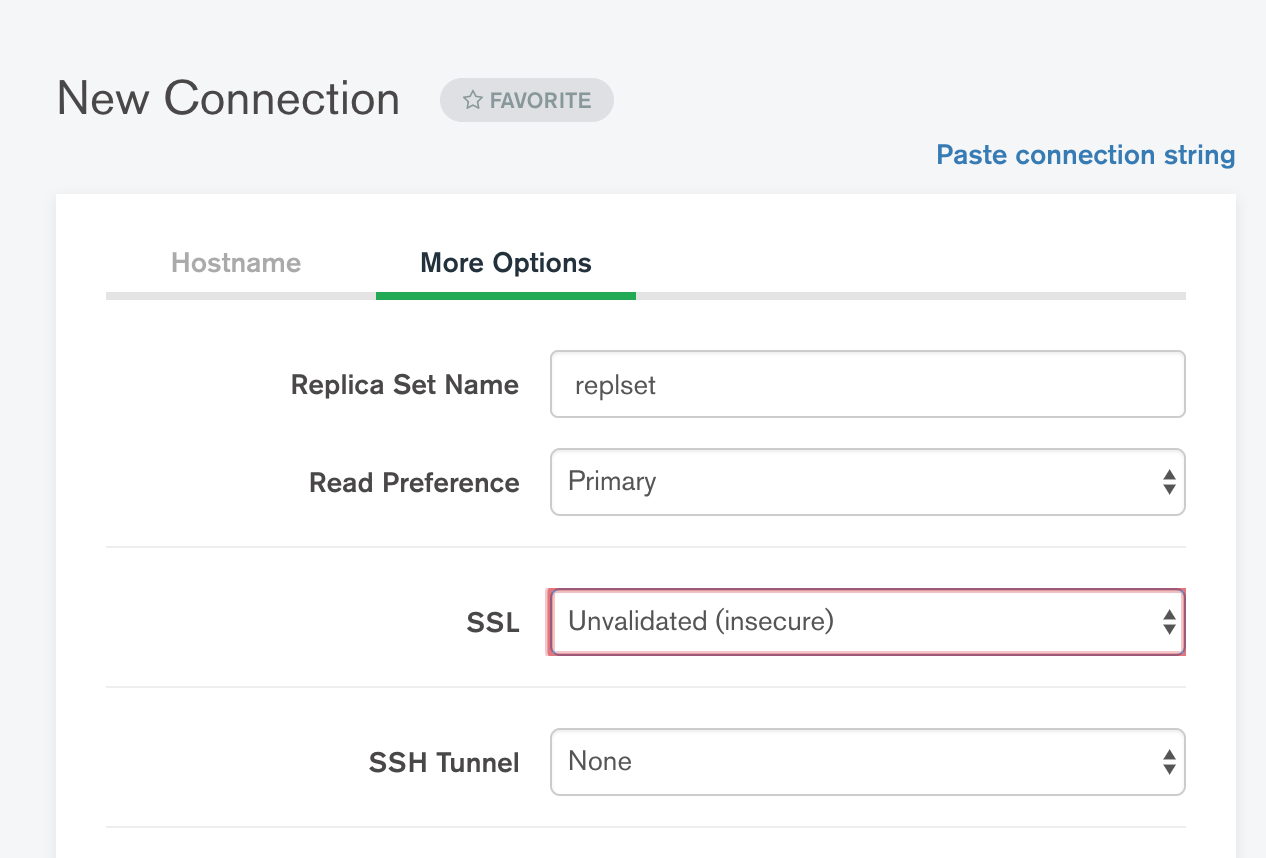 New Connection
FAVORITE
Paste connection string
Hostname
More Options
Replica Set Name
replset
Read Preference
Primary
SSL
Unvalidated (insecure)
SSH Tunnel
None